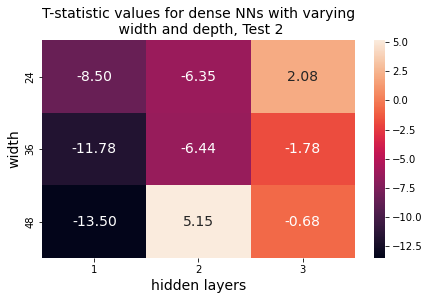 T-statistic values for dense NNs with varying
width and depth, Test 2
24 -8.50 -6.35 2.08
36 -11.78 -6.44 -1.78
48 -13.50 5.15 -0.68
width
1 2 3
hidden layers
5.0
2.5
0.0
-2.5
-5.0
-7.5
-10.0
-12.5